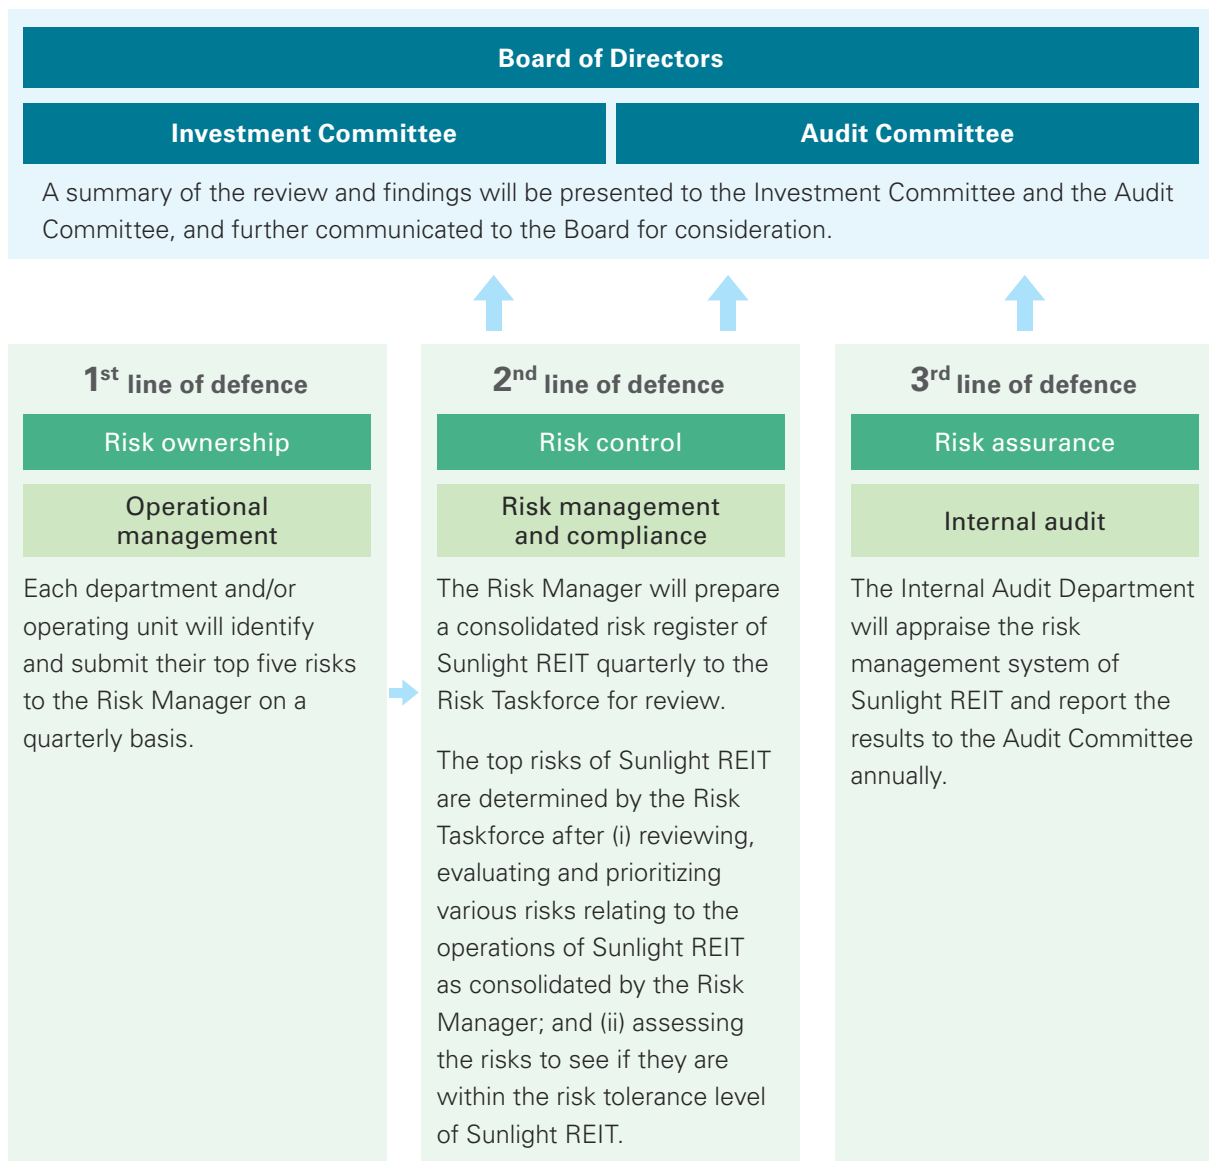 Board of Directors
Investment Committee
Audit Committee
A summary of the review and findings will be presented to the Investment Committee and the Audit
Committee, and further communicated to the Board for consideration.
1st line of defence
Risk ownership
Operational
management
Each department and/or
operating unit will identify
and submit their top five risks
to the Risk Manager on a
quarterly basis.
2nd line of defence
Risk control
Risk management
and compliance
The Risk Manager will prepare
a consolidated risk register of
Sunlight REIT quarterly to the
Risk Taskforce for review.
The top risks of Sunlight REIT
are determined by the Risk
Taskforce after (i) reviewing,
evaluating and prioritizing
various risks relating to the
operations of Sunlight REIT
as consolidated by the Risk
Manager; and (ii) assessing
the risks to see if they are
within the risk tolerance level
of Sunlight REIT.
3rd line of defence
Risk assurance
Internal audit
The Internal Audit Department
will appraise the risk
management system of
Sunlight REIT and report the
results to the Audit Committee
annually.